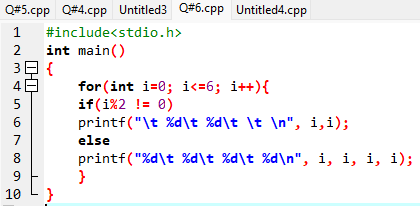 Q#5.cpp Q#4.cpp Untitled3 Q#6.cpp Untitled4.cpp
1 #include<stdio.h>
2 int main()
3 {
4 for(int i=0; i<=6; i++){
5 if(i%2 != 0)
6 printf("\t %d\t %d\t \t \n", i,i);
7 else
8 printf("%d\t %d\t %d\t %d\n", i, i, i, i);
9 }
10 }